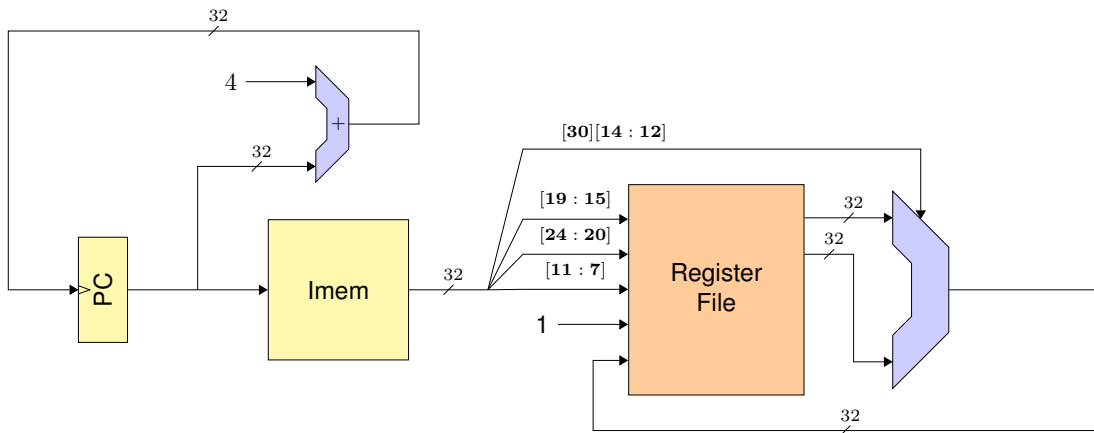 32
4
+
32
[30][14 : 12]
[19 : 15]
[24 : 20]
[11 : 7]
32
32
32
PC
Imem
32
Register
File
1
32